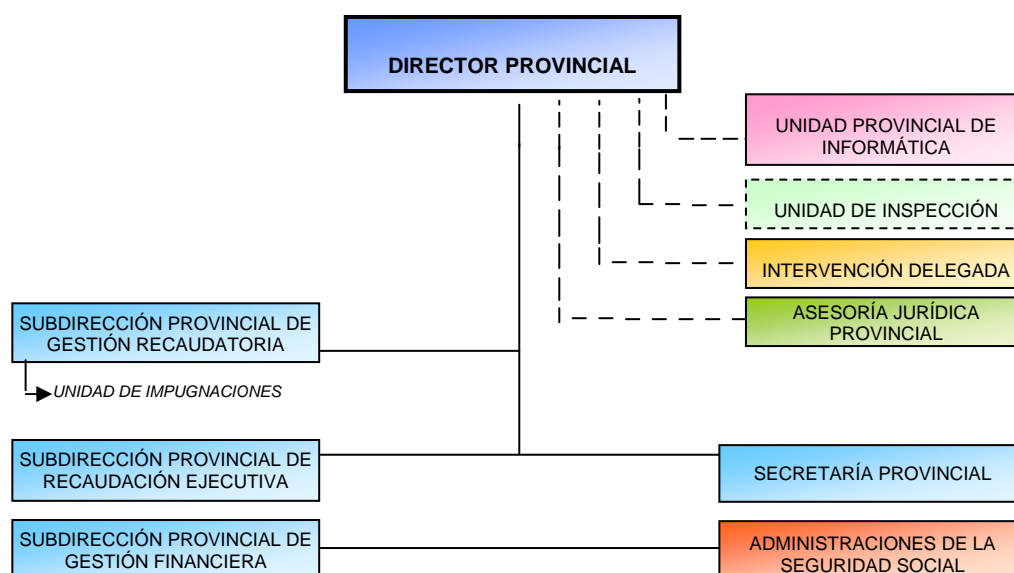 DIRECTOR PROVINCIAL
UNIDAD PROVINCIAL DE
INFORMÁTICA
UNIDAD DE INSPECCIÓN
INTERVENCIÓN DELEGADA
ASESORÍA JURÍDICA
PROVINCIAL
SUBDIRECCIÓN PROVINCIAL DE
GESTIÓN RECAUDATORIA
UNIDAD DE IMPUGNACIONES
SUBDIRECCIÓN PROVINCIAL DE
RECAUDACIÓN EJECUTIVA
SECRETARÍA PROVINCIAL
SUBDIRECCIÓN PROVINCIAL DE
GESTIÓN FINANCIERA
ADMINISTRACIONES DE LA
SEGURIDAD SOCIAL